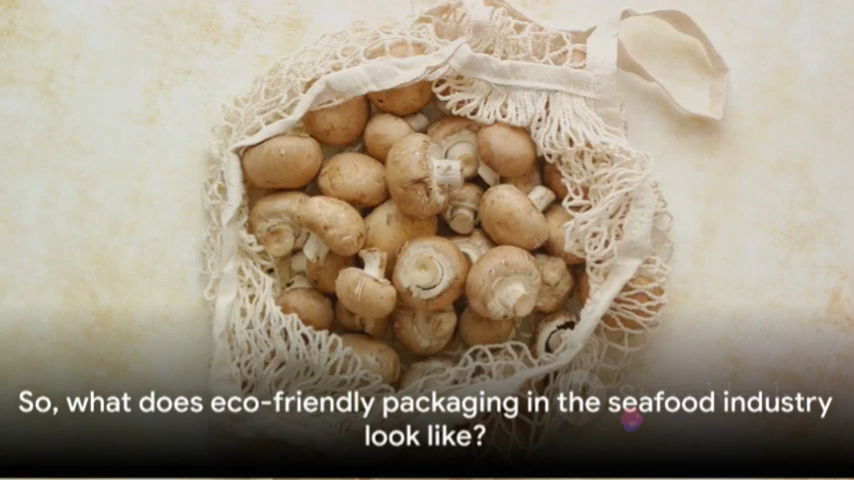 So, what does eco-friendly packaging in the seafood industry
look like?